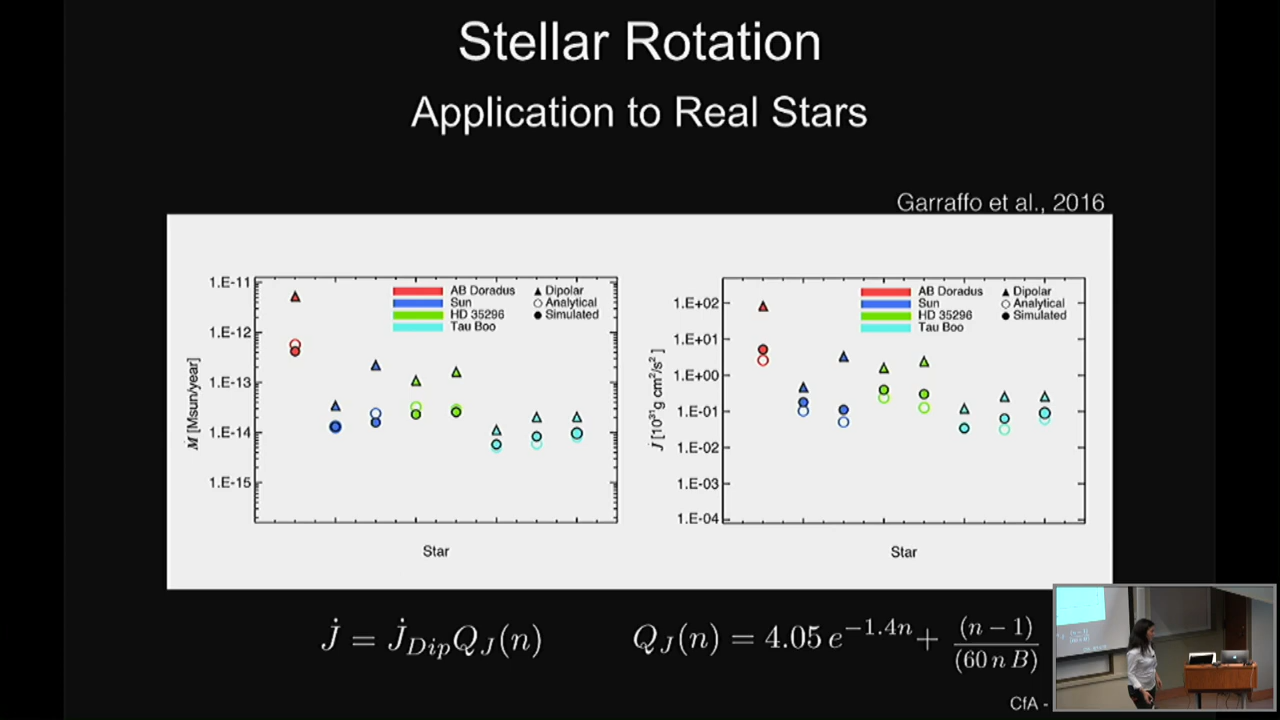 Stellar Rotation
Application to Real Stars
Garraffo et al., 2016
1.E-11
1.E-12
1.E-13
1.E-14
1.E-15
Ṁ [Msun/year]
AB Doradus
Sun
HD 35296
Tau Boo
Dipolar
Analytical
Simulated
Star
1.E+02
1.E+01
1.E+00
1.E-01
1.E-02
1.E-03
1.E-04
J̇ [10³¹g cm²/s²]
AB Doradus
Sun
HD 35296
Tau Boo
Dipolar
Analytical
Simulated
Star
J̇ = J̇_{Dip}Q_J(n)
Q_J(n) = 4.05 e^{−1.4n} + (n − 1)/(60 n B)
CfA -